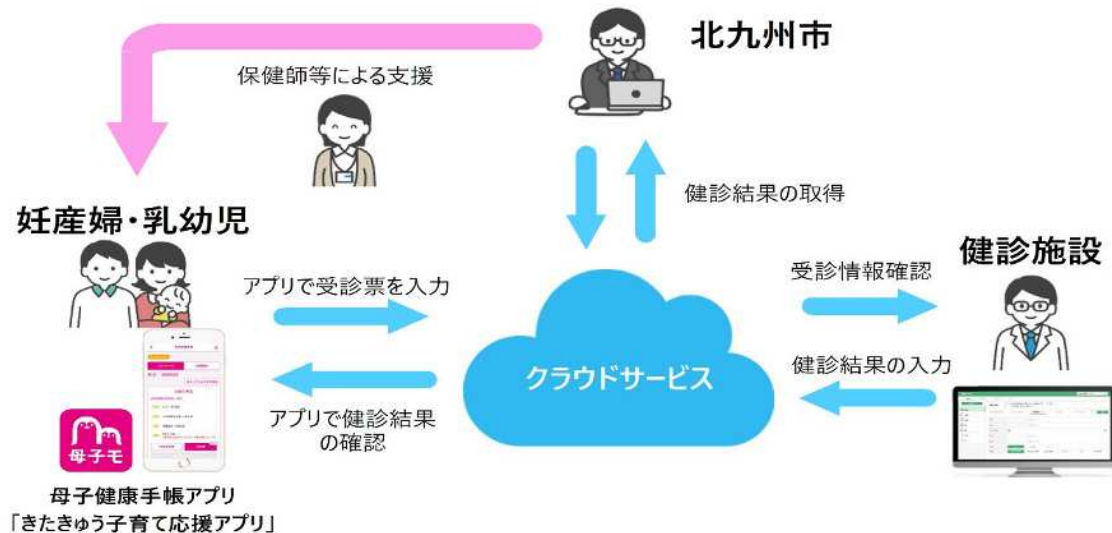 北九州市
保健師等による支援
健診結果の取得
妊産婦・乳幼児
健診施設
アプリで受診票を入力
受診情報確認
クラウドサービス
健診結果の入力
アプリで健診結果
の確認
母子モ
母子健康手帳アプリ
「きたきゅう子育て応援アプリ」